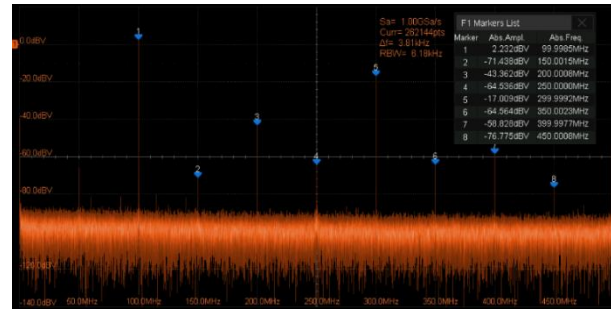 Sa= 1.00GSa/s
Curr= 262144pts
Δf= 3.81kHz
RBW= 6.18kHz
F1 Markers List
Marker Abs.Ampl. Abs.Freq.
1 2.232dBV 99.9985MHz
2 -71.438dBV 150.0015MHz
3 -43.362dBV 200.0008MHz
4 -64.536dBV 250.0000MHz
5 -17.009dBV 299.9992MHz
6 -64.564dBV 350.0023MHz
7 -58.828dBV 399.9977MHz
8 -76.775dBV 450.0008MHz
0.0dBV
-20.0dBV
-40.0dBV
-60.0dBV
-80.0dBV
-120.0dBV
-140.0dBV 50.0MHz 100.0MHz 150.0MHz 200.0MHz 250.0MHz 300.0MHz 350.0MHz 400.0MHz 450.0MHz
1
2
3
4
5
6
8